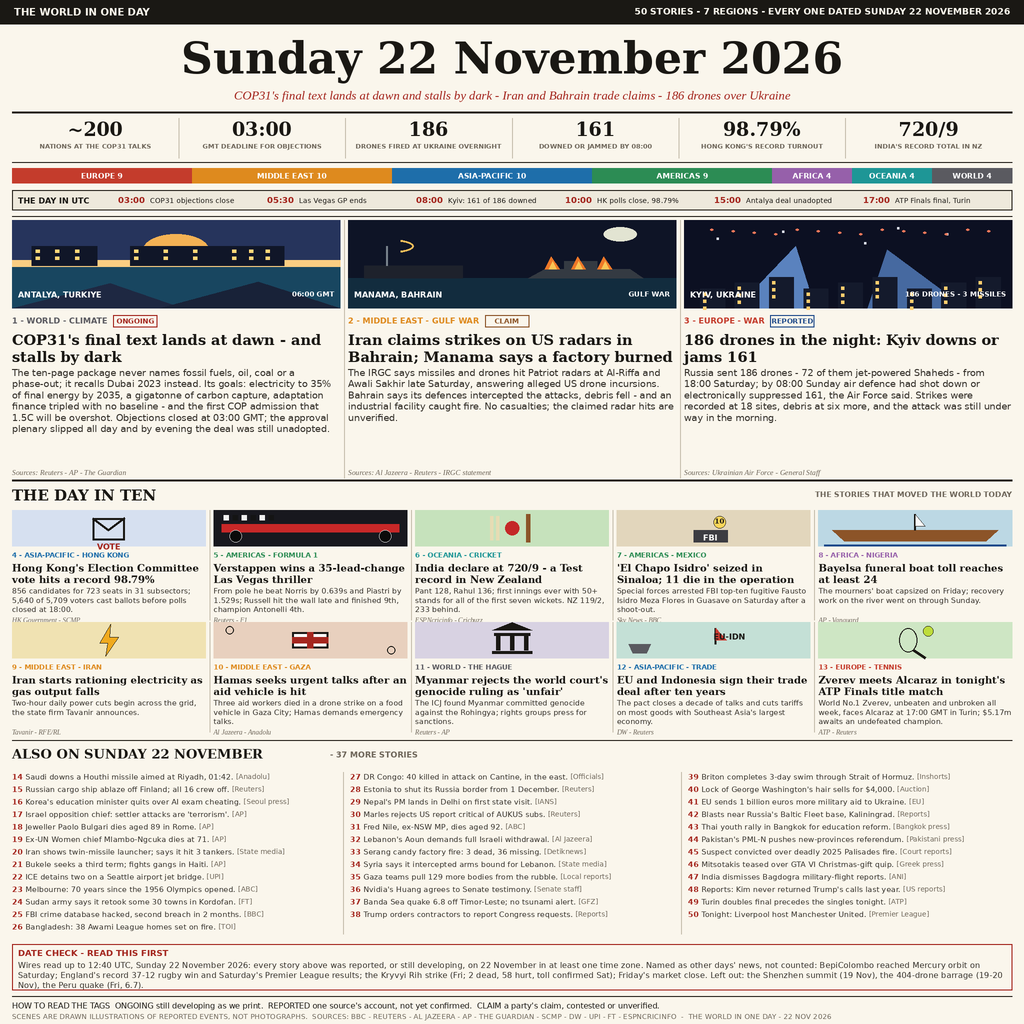 THE WORLD IN ONE DAY
50 STORIES - 7 REGIONS - EVERY ONE DATED SUNDAY 22 NOVEMBER 2026
Sunday 22 November 2026
COP31's final text lands at dawn and stalls by dark - Iran and Bahrain trade claims - 186 drones over Ukraine
~200
NATIONS AT THE COP31 TALKS
03:00
GMT DEADLINE FOR OBJECTIONS
186
DRONES FIRED AT UKRAINE OVERNIGHT
161
DOWNED OR JAMMED BY 08:00
98.79%
HONG KONG'S RECORD TURNOUT
720/9
INDIA'S RECORD TOTAL IN NZ
EUROPE 9
MIDDLE EAST 10
ASIA-PACIFIC 10
AMERICAS 9
AFRICA 4
OCEANIA 4
WORLD 4
THE DAY IN UTC
03:00 COP31 objections close
05:30 Las Vegas GP ends
08:00 Kyiv: 161 of 186 downed
10:00 HK polls close, 98.79%
15:00 Antalya deal unadopted
17:00 ATP Finals final, Turin
ANTALYA, TURKIYE
06:00 GMT
1 - WORLD - CLIMATE ONGOING
COP31's final text lands at dawn - and
stalls by dark
The ten-page package never names fossil fuels, oil, coal or a
phase-out; it recalls Dubai 2023 instead. Its goals: electricity to 35%
of final energy by 2035, a gigatonne of carbon capture, adaptation
finance tripled with no baseline - and the first COP admission that
1.5C will be overshot. Objections closed at 03:00 GMT; the approval
plenary slipped all day and by evening the deal was still unadopted.
Sources: Reuters - AP - The Guardian
MANAMA, BAHRAIN
GULF WAR
2 - MIDDLE EAST - GULF WAR CLAIM
Iran claims strikes on US radars in
Bahrain; Manama says a factory burned
The IRGC says missiles and drones hit Patriot radars at Al-Riffa and
Awali Sakhir late Saturday, answering alleged US drone incursions.
Bahrain says its defences intercepted the attacks, debris fell - and an
industrial facility caught fire. No casualties; the claimed radar hits are
unverified.
Sources: Al Jazeera - Reuters - IRGC statement
KYIV, UKRAINE
186 DRONES - 3 MISSILES
3 - EUROPE - WAR REPORTED
186 drones in the night: Kyiv downs or
jams 161
Russia sent 186 drones - 72 of them jet-powered Shaheds - from
18:00 Saturday; by 08:00 Sunday air defence had shot down or
electronically suppressed 161, the Air Force said. Strikes were
recorded at 18 sites, debris at six more, and the attack was still under
way in the morning.
Sources: Ukrainian Air Force - General Staff
THE DAY IN TEN
THE STORIES THAT MOVED THE WORLD TODAY
VOTE
4 - ASIA-PACIFIC - HONG KONG
Hong Kong's Election Committee
vote hits a record 98.79%
856 candidates for 723 seats in 31 subsectors;
5,640 of 5,709 voters cast ballots before polls
closed at 18:00.
HK Government - SCMP
5 - AMERICAS - FORMULA 1
Verstappen wins a 35-lead-change
Las Vegas thriller
From pole he beat Norris by 0.639s and Piastri by
1.529s; Russell hit the wall late and finished 9th,
champion Antonelli 4th.
Reuters - F1
6 - OCEANIA - CRICKET
India declare at 720/9 - a Test
record in New Zealand
Pant 128, Rahul 136; first innings ever with 50+
stands for all of the first seven wickets. NZ 119/2,
233 behind.
ESPNcricinfo - Cricbuzz
10
FBI
7 - AMERICAS - MEXICO
'El Chapo Isidro' seized in
Sinaloa; 11 die in the operation
Special forces arrested FBI top-ten fugitive Fausto
Isidro Meza Flores in Guasave on Saturday after a
shoot-out.
Sky News - BBC
8 - AFRICA - NIGERIA
Bayelsa funeral boat toll reaches
at least 24
The mourners' boat capsized on Friday; recovery
work on the river went on through Sunday.
AP - Vanguard
9 - MIDDLE EAST - IRAN
Iran starts rationing electricity as
gas output falls
Two-hour daily power cuts begin across the grid,
the state firm Tavanir announces.
Tavanir - RFE/RL
10 - MIDDLE EAST - GAZA
Hamas seeks urgent talks after an
aid vehicle is hit
Three aid workers died in a drone strike on a food
vehicle in Gaza City; Hamas demands emergency
talks.
Al Jazeera - Anadolu
11 - WORLD - THE HAGUE
Myanmar rejects the world court's
genocide ruling as 'unfair'
The ICJ found Myanmar committed genocide
against the Rohingya; rights groups press for
sanctions.
Reuters - AP
EU-IDN
12 - ASIA-PACIFIC - TRADE
EU and Indonesia sign their trade
deal after ten years
The pact closes a decade of talks and cuts tariffs
on most goods with Southeast Asia's largest
economy.
DW - Reuters
13 - EUROPE - TENNIS
Zverev meets Alcaraz in tonight's
ATP Finals title match
World No.1 Zverev, unbeaten and unbroken all
week, faces Alcaraz at 17:00 GMT in Turin; $5.17m
awaits an undefeated champion.
ATP - Reuters
ALSO ON SUNDAY 22 NOVEMBER
- 37 MORE STORIES
14 Saudi downs a Houthi missile aimed at Riyadh, 01:42. [Anadolu]
15 Russian cargo ship ablaze off Finland; all 16 crew off. [Reuters]
16 Korea's education minister quits over AI exam cheating. [Seoul press]
17 Israel opposition chief: settler attacks are 'terrorism'. [AP]
18 Jeweller Paolo Bulgari dies aged 89 in Rome. [AP]
19 Ex-UN Women chief Mlambo-Ngcuka dies at 71. [AP]
20 Iran shows twin-missile launcher; says it hit 3 tankers. [State media]
21 Bukele seeks a third term; fights gangs in Haiti. [AP]
22 ICE detains two on a Seattle airport jet bridge. [UPI]
23 Melbourne: 70 years since the 1956 Olympics opened. [ABC]
24 Sudan army says it retook some 30 towns in Kordofan. [FT]
25 FBI crime database hacked, second breach in 2 months. [BBC]
26 Bangladesh: 38 Awami League homes set on fire. [TOI]
27 DR Congo: 40 killed in attack on Cantine, in the east. [Officials]
28 Estonia to shut its Russia border from 1 December. [Reuters]
29 Nepal's PM lands in Delhi on first state visit. [IANS]
30 Marles rejects US report critical of AUKUS subs. [Reuters]
31 Fred Nile, ex-NSW MP, dies aged 92. [ABC]
32 Lebanon's Aoun demands full Israeli withdrawal. [Al Jazeera]
33 Serang candy factory fire: 3 dead, 36 missing. [Detiknews]
34 Syria says it intercepted arms bound for Lebanon. [State media]
35 Gaza teams pull 129 more bodies from the rubble. [Local reports]
36 Nvidia's Huang agrees to Senate testimony. [Senate staff]
37 Banda Sea quake 6.8 off Timor-Leste; no tsunami alert. [GFZ]
38 Trump orders contractors to report Congress requests. [Reports]
39 Briton completes 3-day swim through Strait of Hormuz. [Inshorts]
40 Lock of George Washington's hair sells for $4,000. [Auction]
41 EU sends 1 billion euros more military aid to Ukraine. [EU]
42 Blasts near Russia's Baltic Fleet base, Kaliningrad. [Reports]
43 Thai youth rally in Bangkok for education reform. [Bangkok press]
44 Pakistan's PML-N pushes new-provinces referendum. [Pakistani press]
45 Suspect convicted over deadly 2025 Palisades fire. [Court reports]
46 Mitsotakis teased over GTA VI Christmas-gift quip. [Greek press]
47 India dismisses Bagdogra military-flight reports. [ANI]
48 Reports: Kim never returned Trump's calls last year. [US reports]
49 Turin doubles final precedes the singles tonight. [ATP]
50 Tonight: Liverpool host Manchester United. [Premier League]
DATE CHECK - READ THIS FIRST
Wires read up to 12:40 UTC, Sunday 22 November 2026: every story above was reported, or still developing, on 22 November in at least one time zone. Named as other days' news, not counted: BepiColombo reached Mercury orbit on
Saturday; England's record 37-12 rugby win and Saturday's Premier League results; the Kryvyi Rih strike (Fri; 2 dead, 58 hurt, toll confirmed Sat); Friday's market close. Left out: the Shenzhen summit (19 Nov), the 404-drone barrage (19-20
Nov), the Peru quake (Fri, 6.7).
HOW TO READ THE TAGS ONGOING still developing as we print. REPORTED one source's account, not yet confirmed. CLAIM a party's claim, contested or unverified.
SCENES ARE DRAWN ILLUSTRATIONS OF REPORTED EVENTS, NOT PHOTOGRAPHS. SOURCES: BBC - REUTERS - AL JAZEERA - AP - THE GUARDIAN - SCMP - DW - UPI - FT - ESPNCRICINFO - THE WORLD IN ONE DAY - 22 NOV 2026